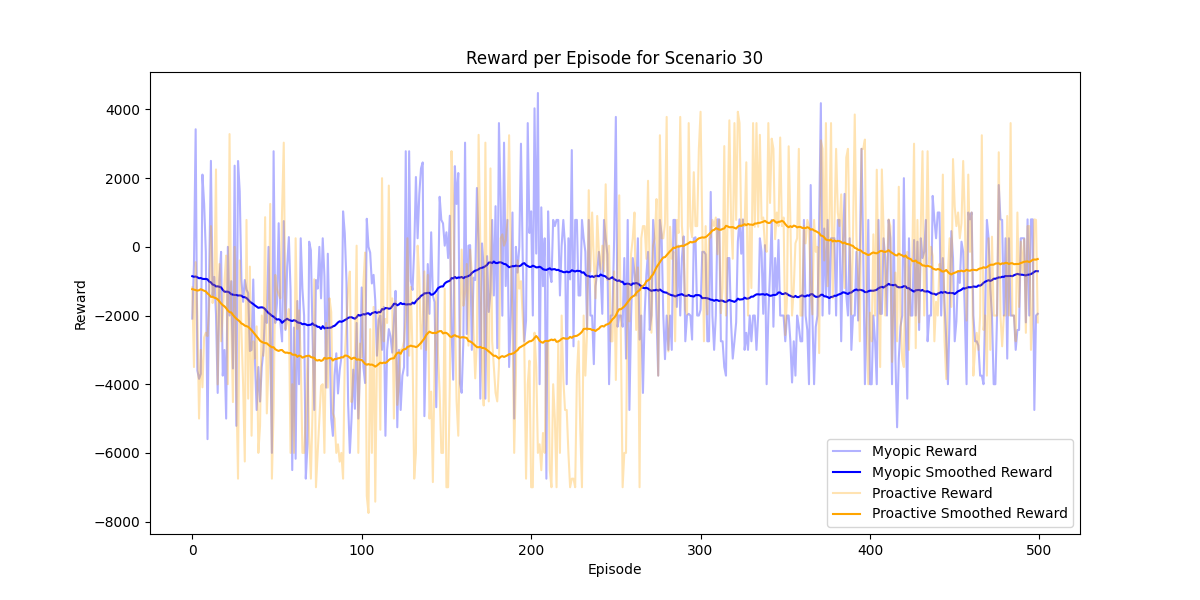 Reward per Episode for Scenario 30
Reward
4000
2000
0
−2000
−4000
−6000
−8000
0 100 200 300 400 500
Episode
Myopic Reward
Myopic Smoothed Reward
Proactive Reward
Proactive Smoothed Reward